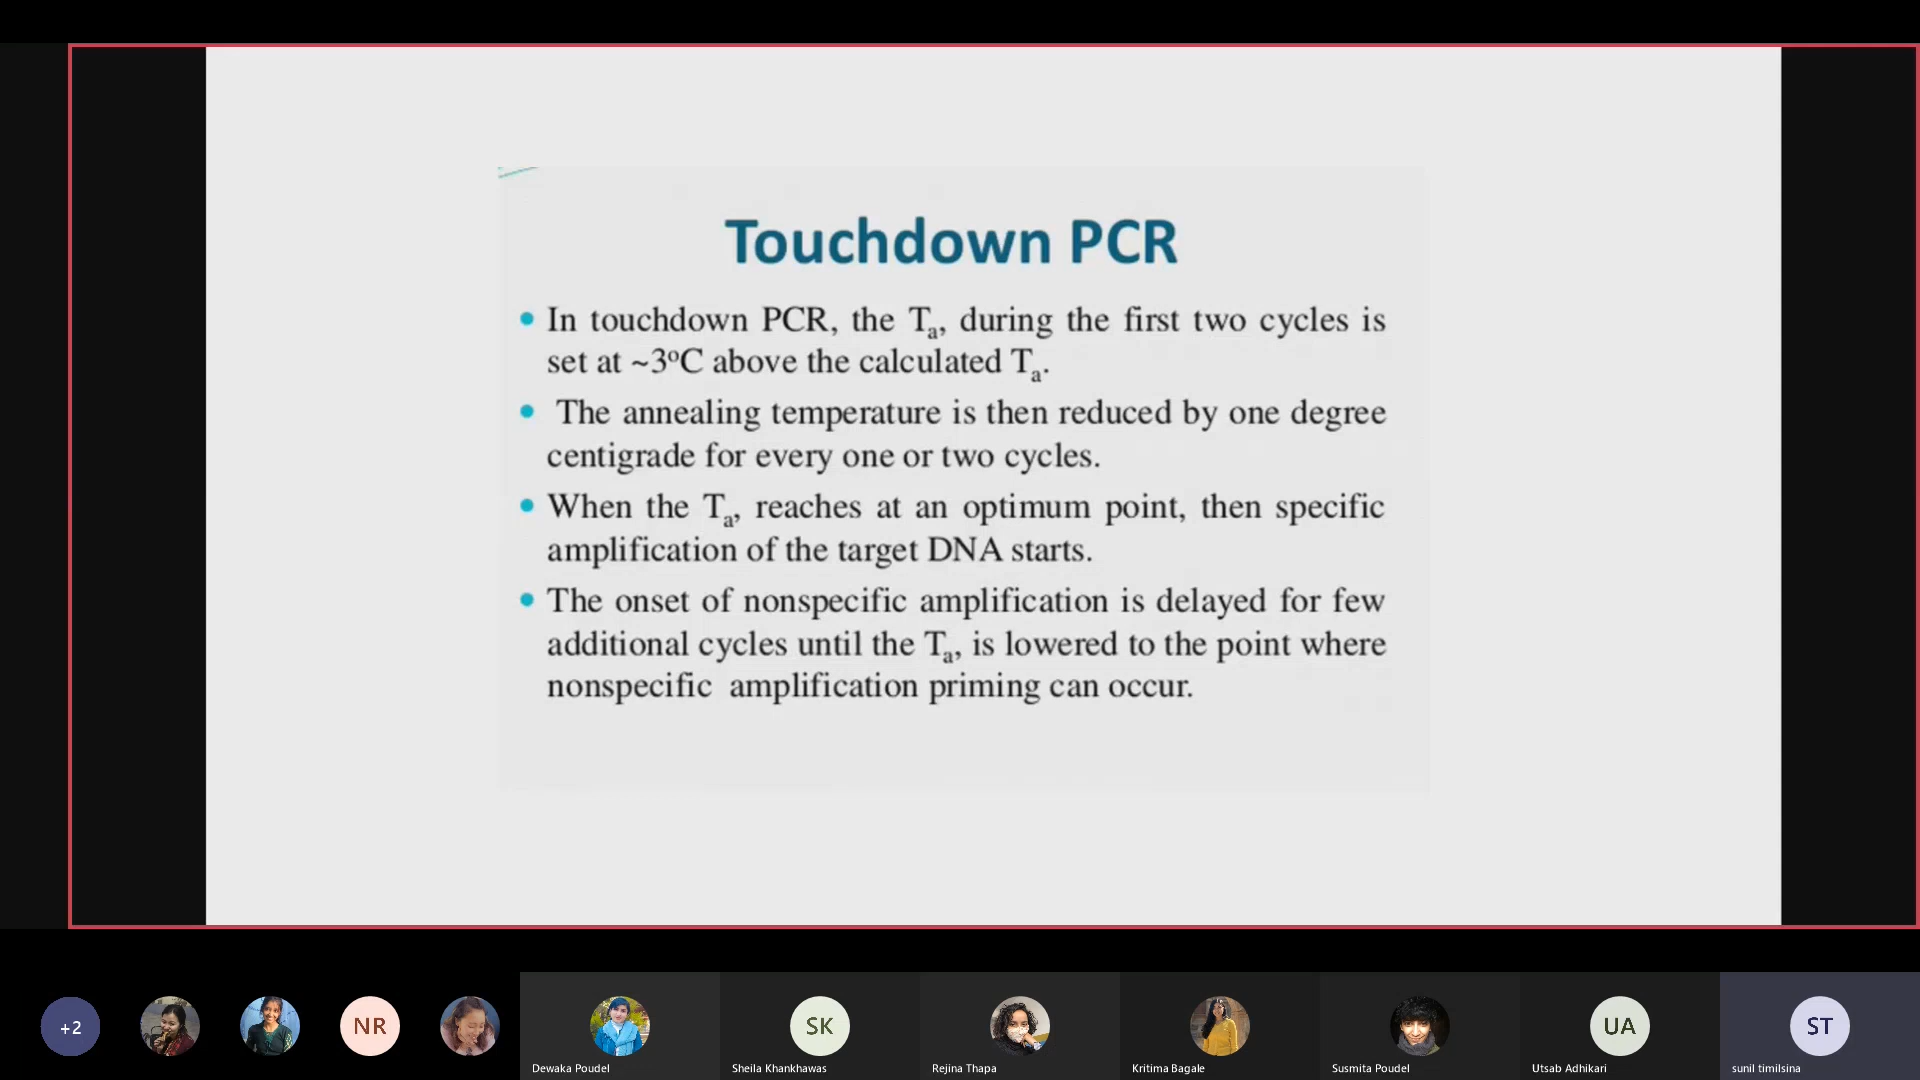 Touchdown PCR
• In touchdown PCR, the Ta, during the first two cycles is
set at ~3oC above the calculated Ta.
• The annealing temperature is then reduced by one degree
centigrade for every one or two cycles.
• When the Ta, reaches at an optimum point, then specific
amplification of the target DNA starts.
• The onset of nonspecific amplification is delayed for few
additional cycles until the Ta, is lowered to the point where
nonspecific amplification priming can occur.
+2
NR
SK
UA
ST
Dewaka Poudel
Sheila Khankhawas
Rejina Thapa
Kritima Bagale
Susmita Poudel
Utsab Adhikari
sunil timilsina